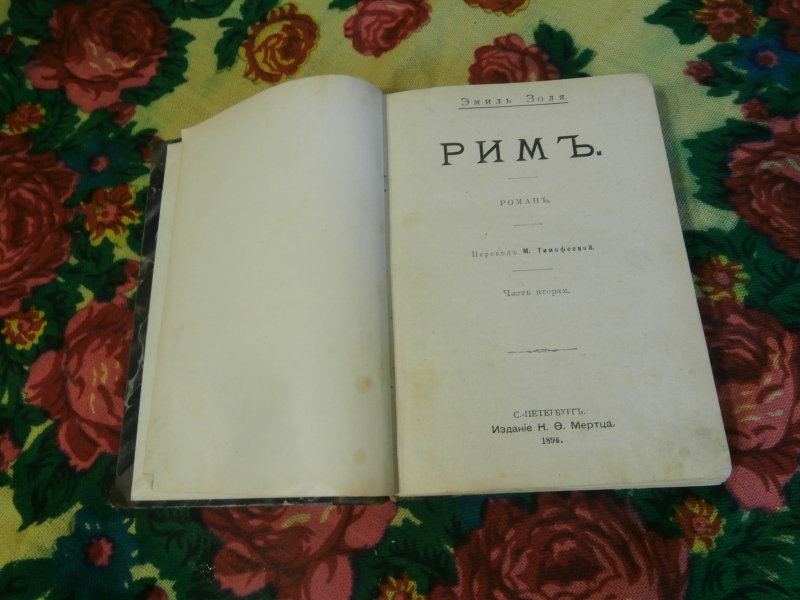 Эмиль Золя.
РИМЪ.
РОМАНЪ.
Переводъ М. Тимофеевой.
Часть вторая.
С.-ПЕТЕРБУРГЪ.
Изданіе Н. Ѳ. Мертца.
1896.